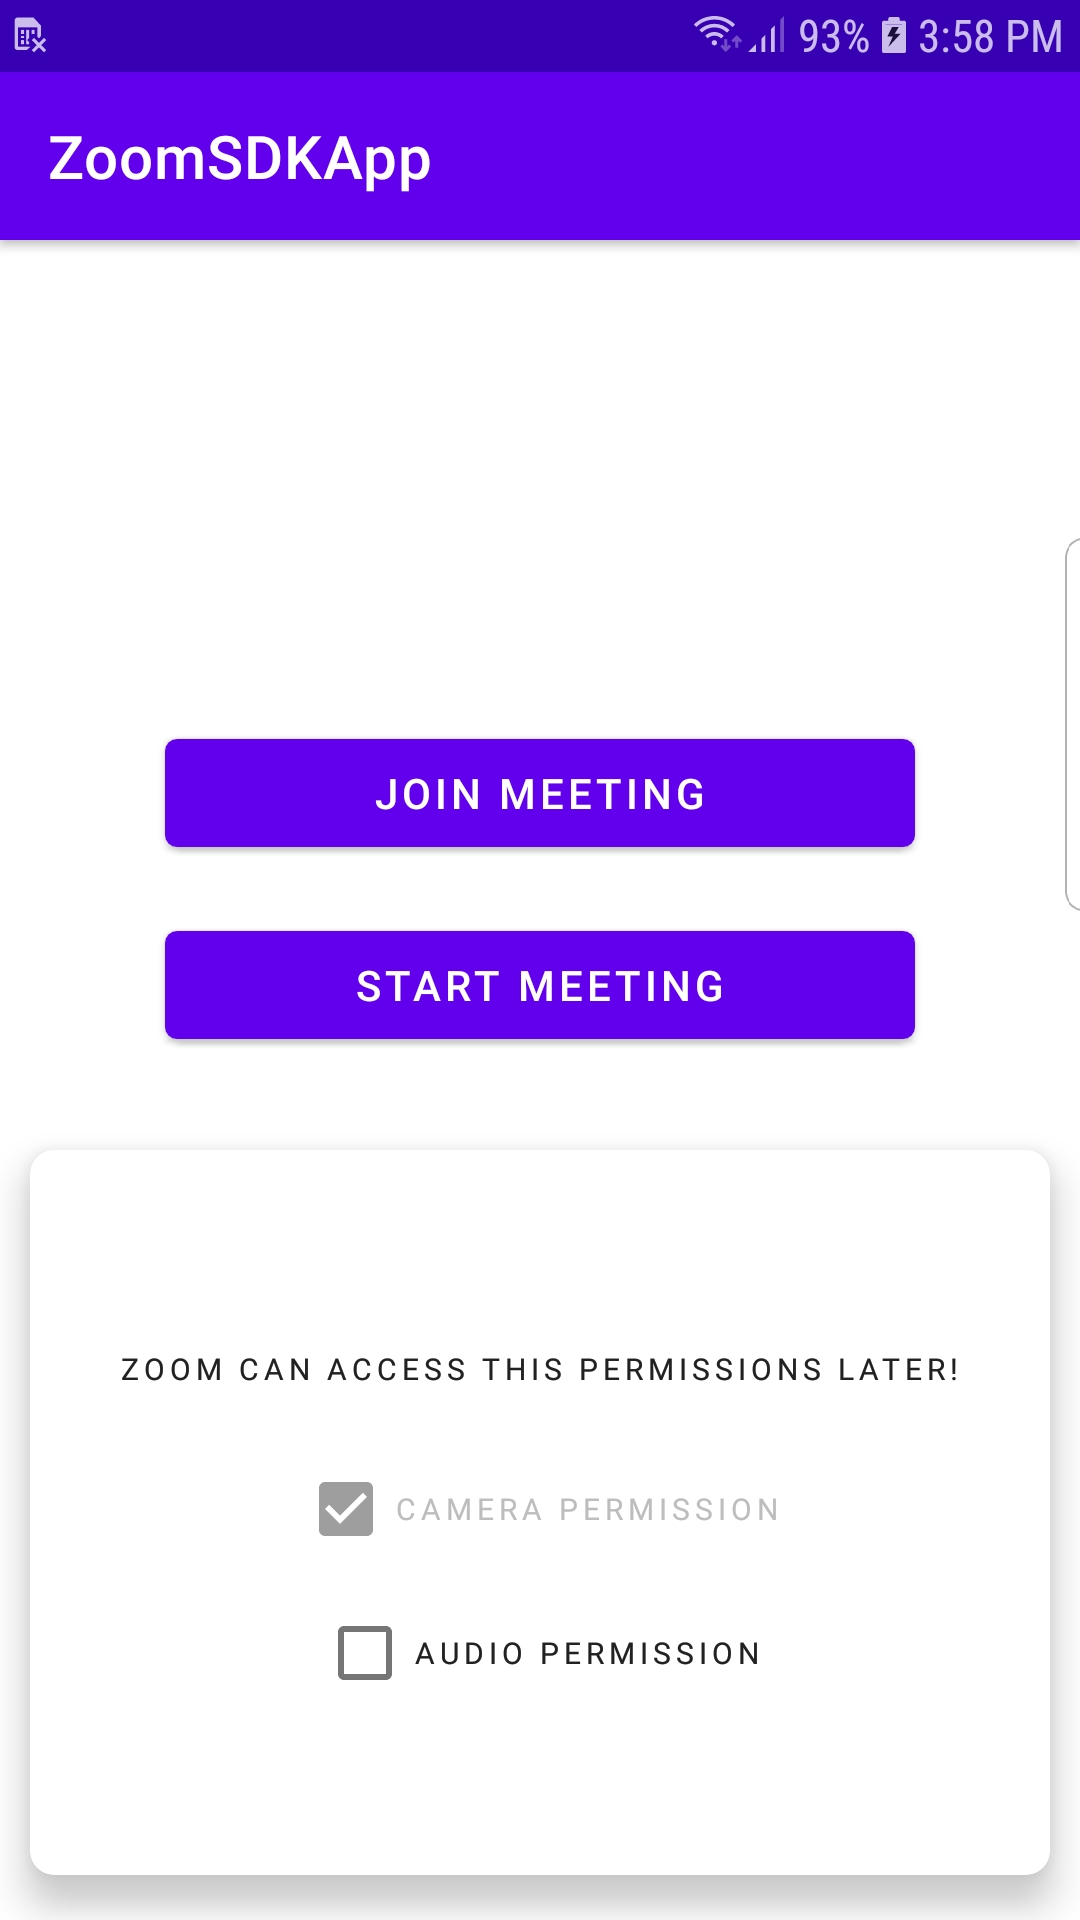 93% 3:58 PM
ZoomSDKApp
JOIN MEETING
START MEETING
ZOOM CAN ACCESS THIS PERMISSIONS LATER!
CAMERA PERMISSION
AUDIO PERMISSION